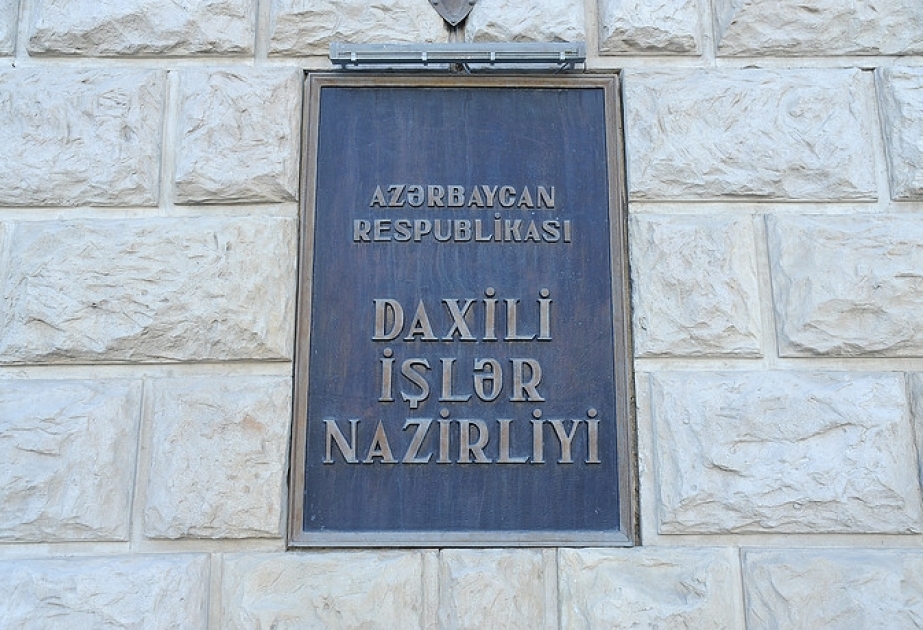 AZƏRBAYCAN
RESPUBLİKASI
DAXİLİ
İŞLƏR
NAZİRLİYİ